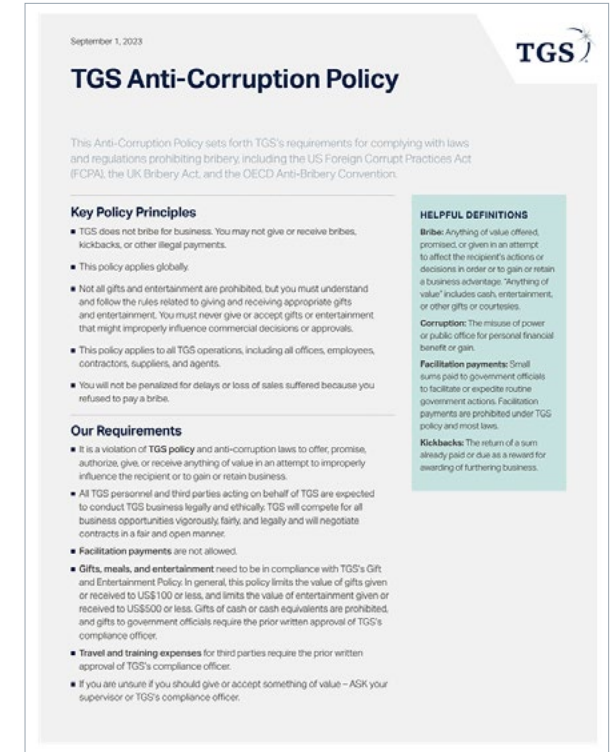 September 1, 2023
TGS
TGS Anti-Corruption Policy
This Anti-Corruption Policy sets forth TGS's requirements for complying with laws
and regulations prohibiting bribery, including the US Foreign Corrupt Practices Act
(FCPA), the UK Bribery Act, and the OECD Anti-Bribery Convention.
Key Policy Principles
▪ TGS does not bribe for business. You may not give or receive bribes,
kickbacks, or other illegal payments.
▪ This policy applies globally.
▪ Not all gifts and entertainment are prohibited, but you must understand
and follow the rules related to giving and receiving appropriate gifts
and entertainment. You must never give or accept gifts or entertainment
that might improperly influence commercial decisions or approvals.
▪ This policy applies to all TGS operations, including all offices, employees,
contractors, suppliers, and agents.
▪ You will not be penalized for delays or loss of sales suffered because you
refused to pay a bribe.
Our Requirements
▪ It is a violation of TGS policy and anti-corruption laws to offer, promise,
authorize, give, or receive anything of value in an attempt to improperly
influence the recipient or to gain or retain business.
▪ All TGS personnel and third parties acting on behalf of TGS are expected
to conduct TGS business legally and ethically. TGS will compete for all
business opportunities vigorously, fairly, and legally and will negotiate
contracts in a fair and open manner.
▪ Facilitation payments are not allowed.
▪ Gifts, meals, and entertainment need to be in compliance with TGS's Gift
and Entertainment Policy. In general, this policy limits the value of gifts given
or received to US$100 or less, and limits the value of entertainment given or
received to US$500 or less. Gifts of cash or cash equivalents are prohibited,
and gifts to government officials require the prior written approval of TGS's
compliance officer.
▪ Travel and training expenses for third parties require the prior written
approval of TGS's compliance officer.
▪ If you are unsure if you should give or accept something of value – ASK your
supervisor or TGS's compliance officer.
HELPFUL DEFINITIONS
Bribe: Anything of value offered,
promised, or given in an attempt
to affect the recipient's actions or
decisions in order to or to gain or retain
a business advantage. "Anything of
value" includes cash, entertainment,
or other gifts or courtesies.
Corruption: The misuse of power
or public office for personal financial
benefit or gain.
Facilitation payments: Small
sums paid to government officials
to facilitate or expedite routine
government actions. Facilitation
payments are prohibited under TGS
policy and most laws.
Kickbacks: The return of a sum
already paid or due as a reward for
awarding of furthering business.